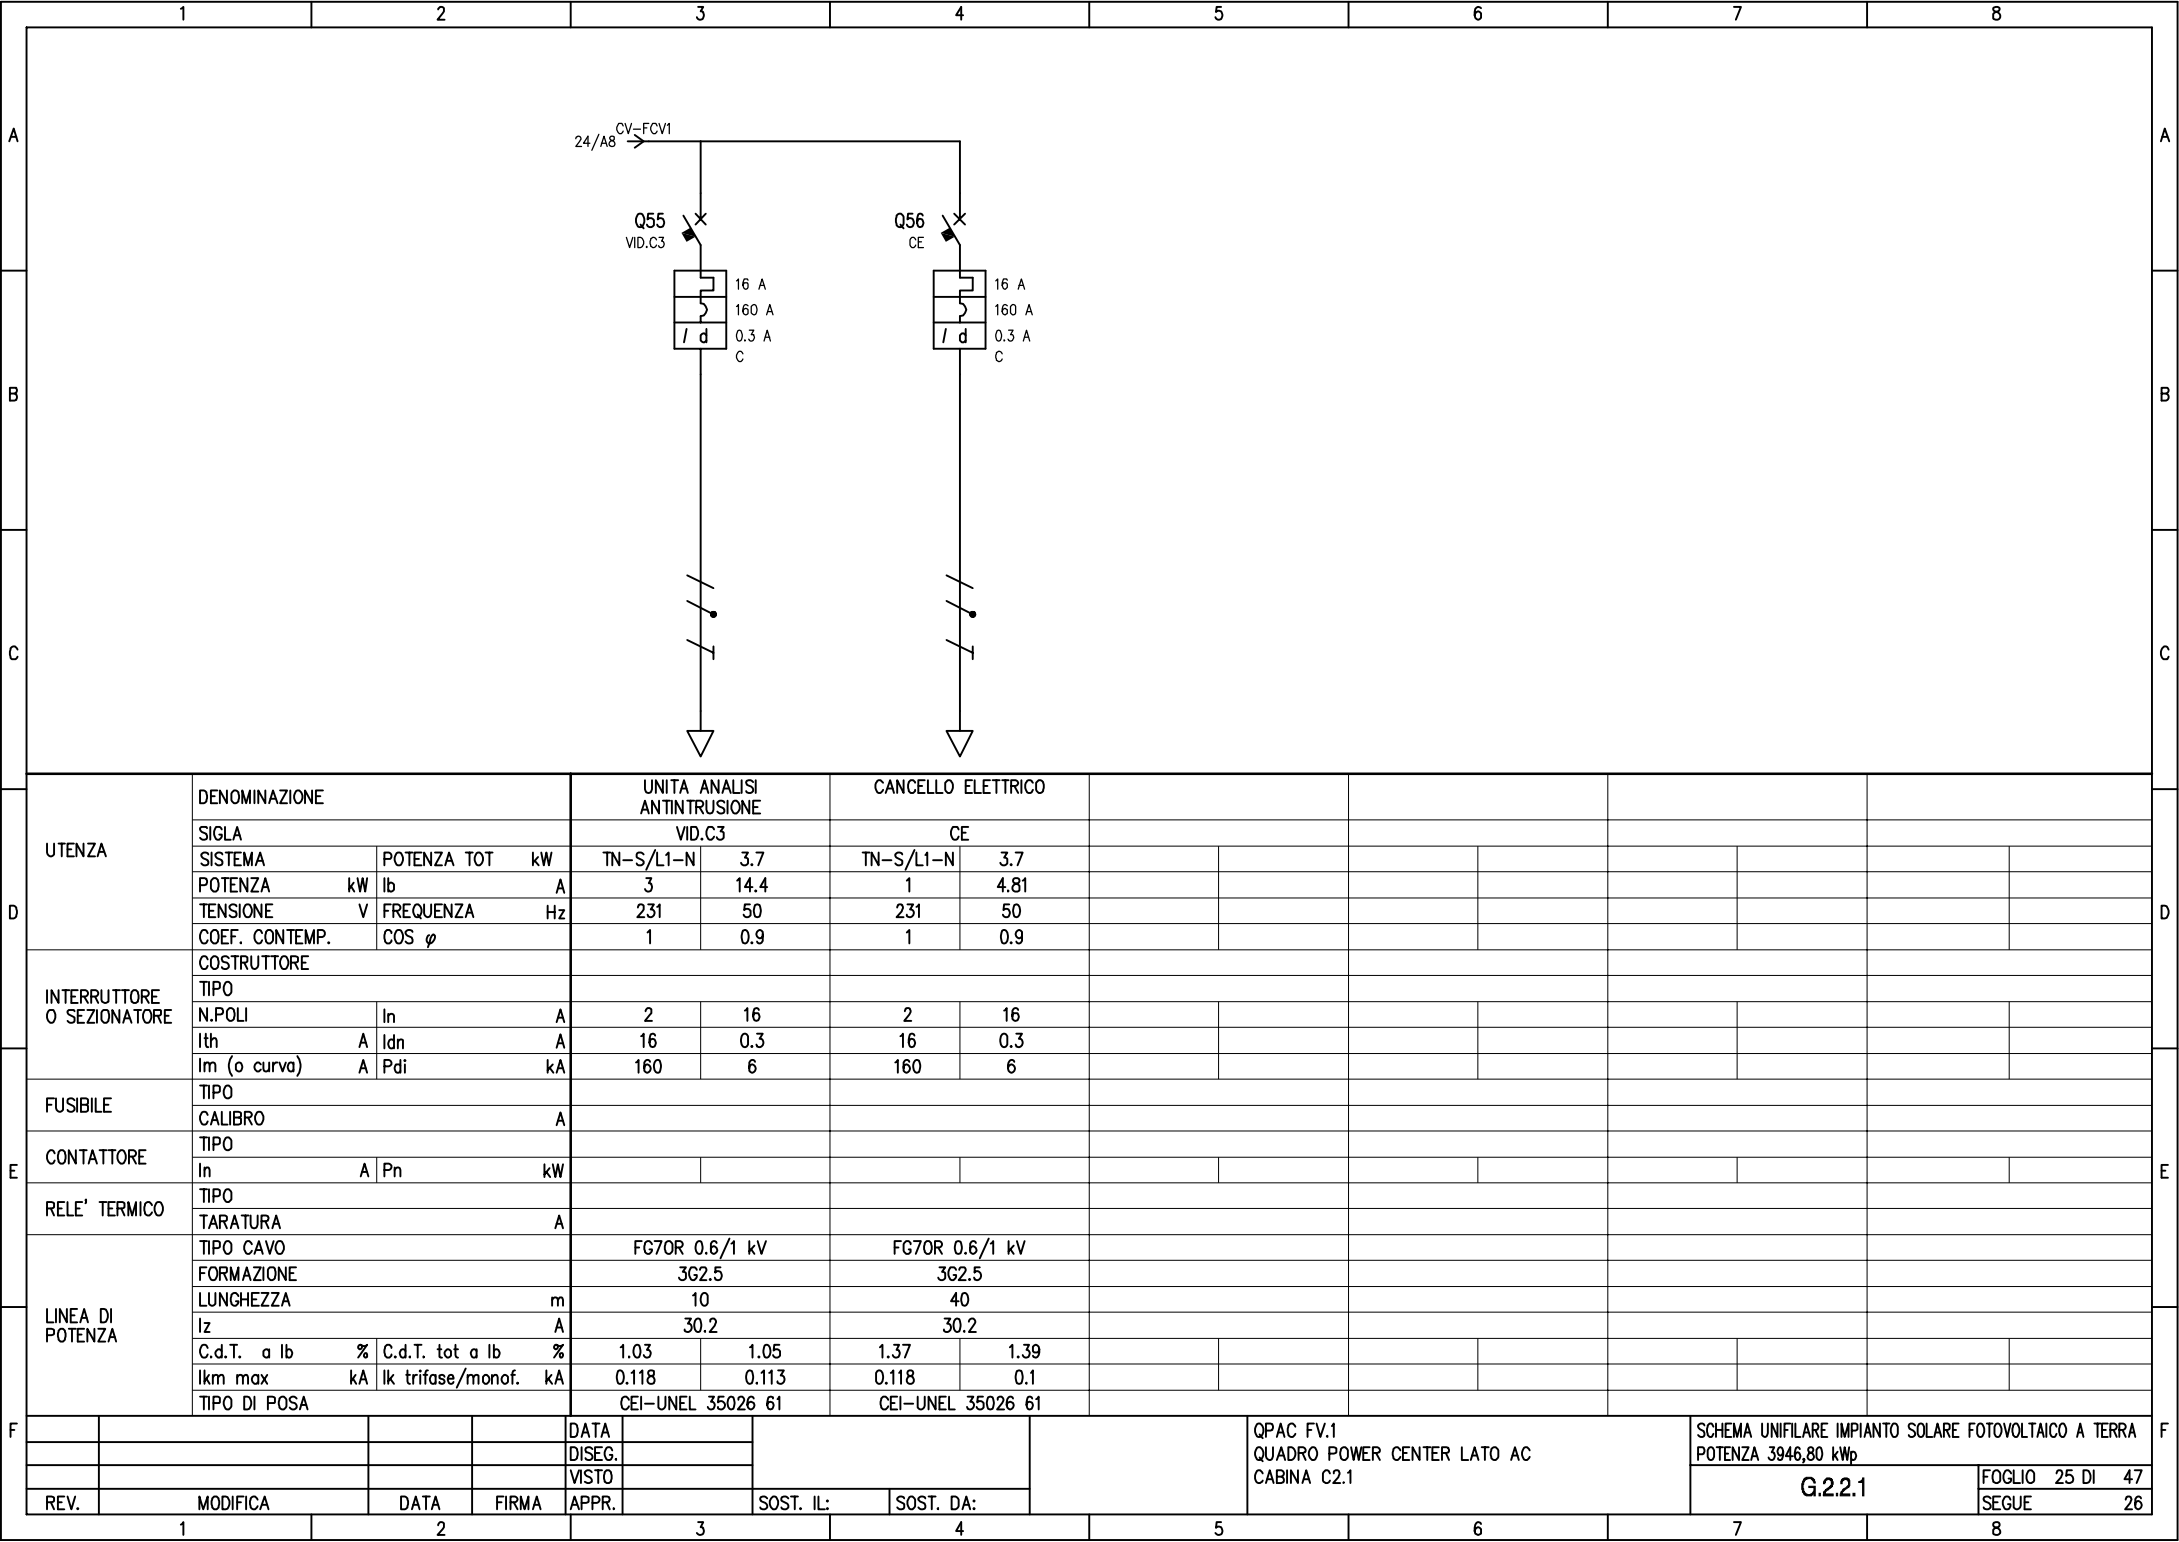 1 2 3 4 5 6 7 8
A A
24/A8 CV-FCV1
Q55 Q56
VID.C3 CE
16 A 16 A
160 A 160 A
I d 0.3 A I d 0.3 A
C C
B B
C C
UTENZA
DENOMINAZIONE UNITA ANALISI ANTINTRUSIONE CANCELLO ELETTRICO
SIGLA VID.C3 CE
SISTEMA POTENZA TOT kW TN-S/L1-N 3.7 TN-S/L1-N 3.7
POTENZA kW Ib A 3 14.4 1 4.81
D TENSIONE V FREQUENZA Hz 231 50 231 50 D
COEF. CONTEMP. COS φ 1 0.9 1 0.9
INTERRUTTORE
O SEZIONATORE
COSTRUTTORE
TIPO
N.POLI In A 2 16 2 16
Ith A Idn A 16 0.3 16 0.3
Im (o curva) A Pdi kA 160 6 160 6
FUSIBILE
TIPO
CALIBRO A
CONTATTORE
TIPO
E In A Pn kW E
RELE' TERMICO
TIPO
TARATURA A
LINEA DI
POTENZA
TIPO CAVO FG7OR 0.6/1 kV FG7OR 0.6/1 kV
FORMAZIONE 3G2.5 3G2.5
LUNGHEZZA m 10 40
Iz A 30.2 30.2
C.d.T. a Ib % C.d.T. tot a Ib % 1.03 1.05 1.37 1.39
Ikm max kA Ik trifase/monof. kA 0.118 0.113 0.118 0.1
TIPO DI POSA CEI-UNEL 35026 61 CEI-UNEL 35026 61
F F
DATA
DISEG.
VISTO
REV. MODIFICA DATA FIRMA APPR. SOST. IL: SOST. DA:
QPAC FV.1
QUADRO POWER CENTER LATO AC
CABINA C2.1
SCHEMA UNIFILARE IMPIANTO SOLARE FOTOVOLTAICO A TERRA
POTENZA 3946,80 kWp
G.2.2.1
FOGLIO 25 DI 47
SEGUE 26
1 2 3 4 5 6 7 8